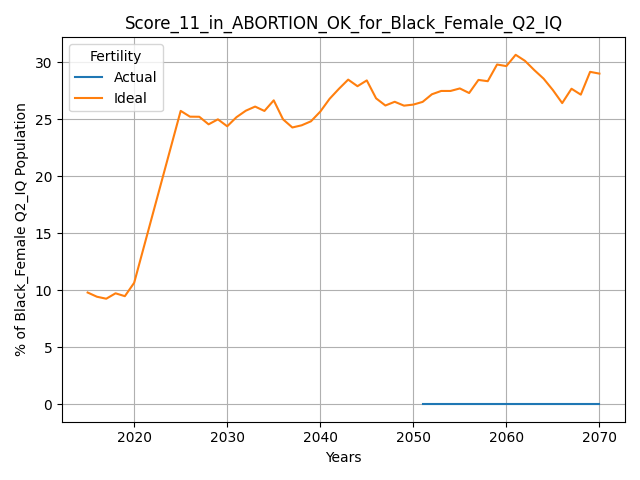 Score_11_in_ABORTION_OK_for_Black_Female_Q2_IQ
Fertility
Actual
Ideal
% of Black_Female Q2_IQ Population
30
25
20
15
10
5
0
2020 2030 2040 2050 2060 2070
Years